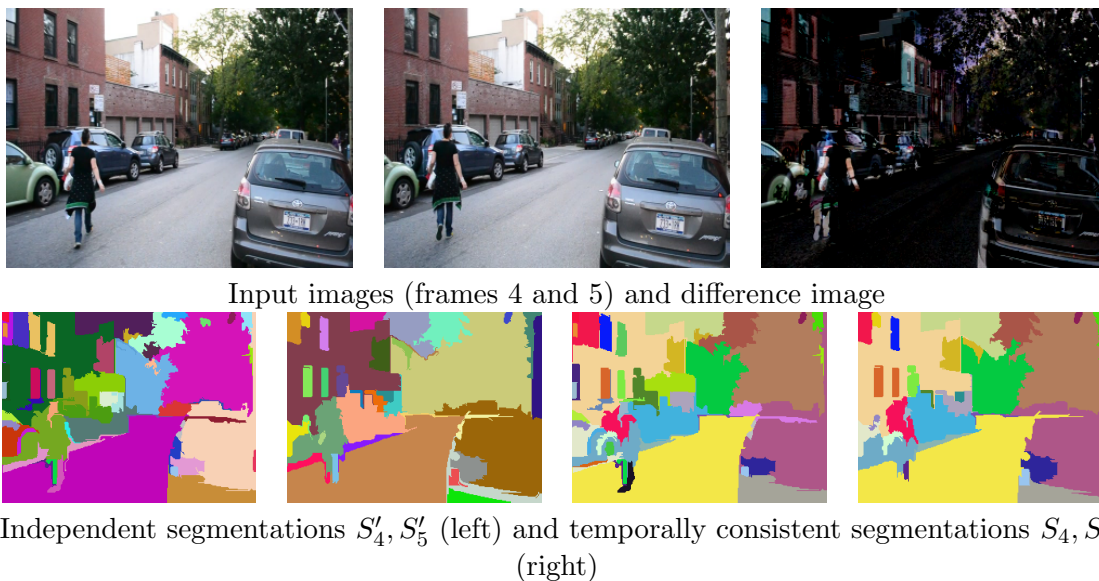 Input images (frames 4 and 5) and difference image
Independent segmentations S′₄, S′₅ (left) and temporally consistent segmentations S₄, S
(right)